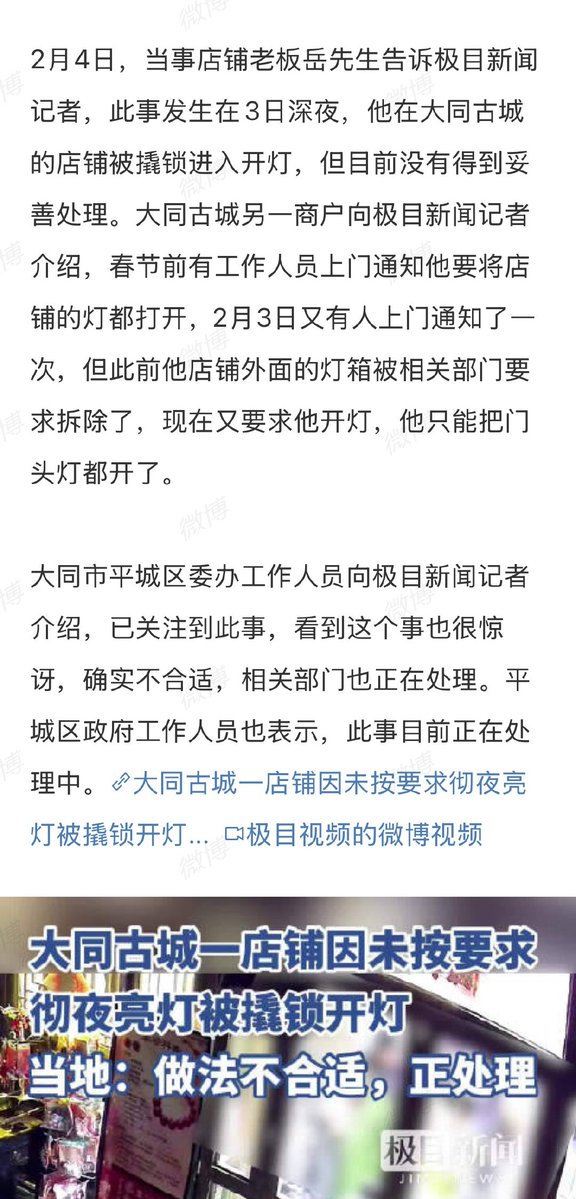 2月4日，当事店铺老板岳先生告诉极目新闻
记者，此事发生在3日深夜，他在大同古城
的店铺被撬锁进入开灯，但目前没有得到妥
善处理。大同古城另一商户向极目新闻记者
介绍，春节前有工作人员上门通知他要将店
铺的灯都打开，2月3日又有人上门通知了一
次，但此前他店铺外面的灯箱被相关部门要
求拆除了，现在又要求他开灯，他只能把门
头灯都开了。
大同市平城区委办工作人员向极目新闻记者
介绍，已关注到此事，看到这个事也很惊
讶，确实不合适，相关部门也正在处理。平
城区政府工作人员也表示，此事目前正在处
理中。大同古城一店铺因未按要求彻夜亮
灯被撬锁开灯... 极目视频的微博视频
大同古城一店铺因未按要求
彻夜亮灯被撬锁开灯
当地：做法不合适，正处理
极目新闻
JIMU NEWS
微博